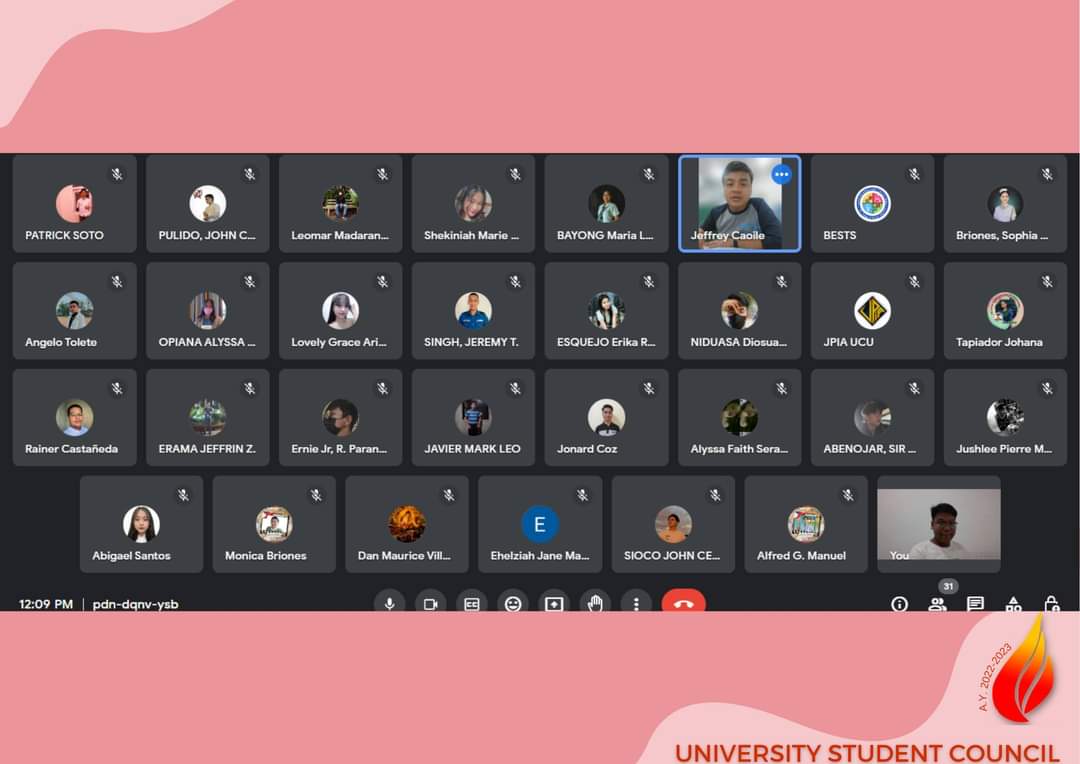 PATRICK SOTO
PULIDO, JOHN C...
Leomar Madaran...
Shekiniah Marie ...
BAYONG Maria L...
Jeffrey Caoile
BESTS
Briones, Sophia ...
Angelo Tolete
OPIANA ALYSSA ...
Lovely Grace Ari...
SINGH, JEREMY T.
ESQUEJO Erika R...
NIDUASA Diosua...
JPIA UCU
Tapiador Johana
Rainer Castañeda
ERAMA JEFFRIN Z.
Ernie Jr, R. Paran...
JAVIER MARK LEO
Jonard Coz
Alyssa Faith Sera...
ABENOJAR, SIR ...
Jushlee Pierre M...
Abigael Santos
Monica Briones
Dan Maurice Vill...
E
Ehelziah Jane Ma...
SIOCO JOHN CE...
Alfred G. Manuel
You
31
12:09 PM | pdn-dqnv-ysb
A.Y. 2022-2023
UNIVERSITY STUDENT COUNCIL